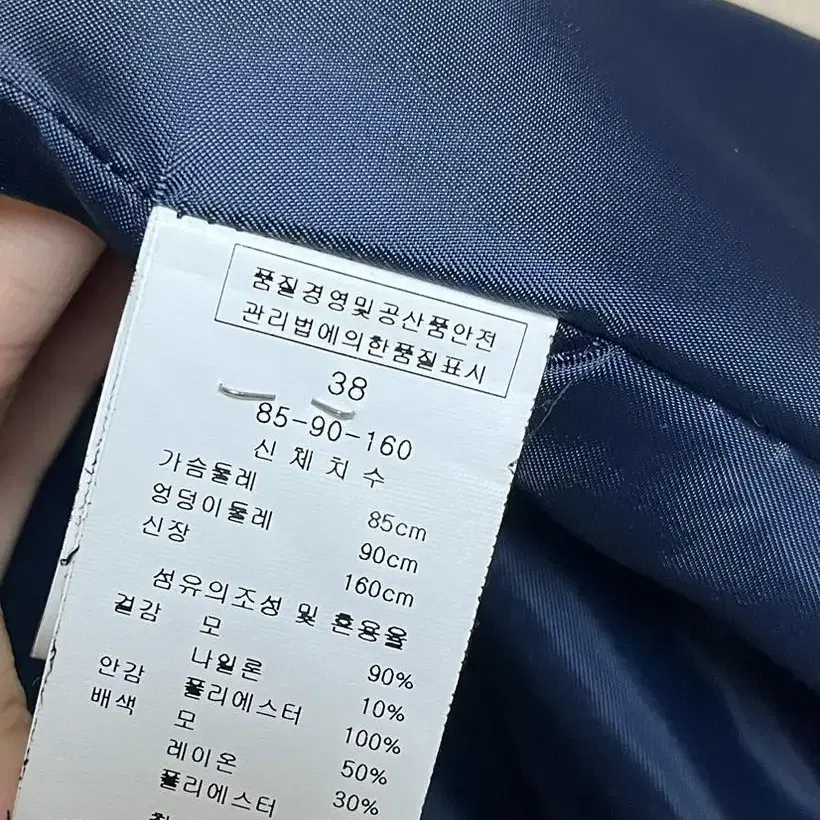 품질경영및공산품안전
관리법에의한품질표시
38
85-90-160
신체치수
가슴둘레 85cm
엉덩이둘레 90cm
신장 160cm
섬유의조성 및 혼용율
겉감 모 90%
나일론 10%
안감 폴리에스터 100%
배색 모 50%
레이온 30%
폴리에스터